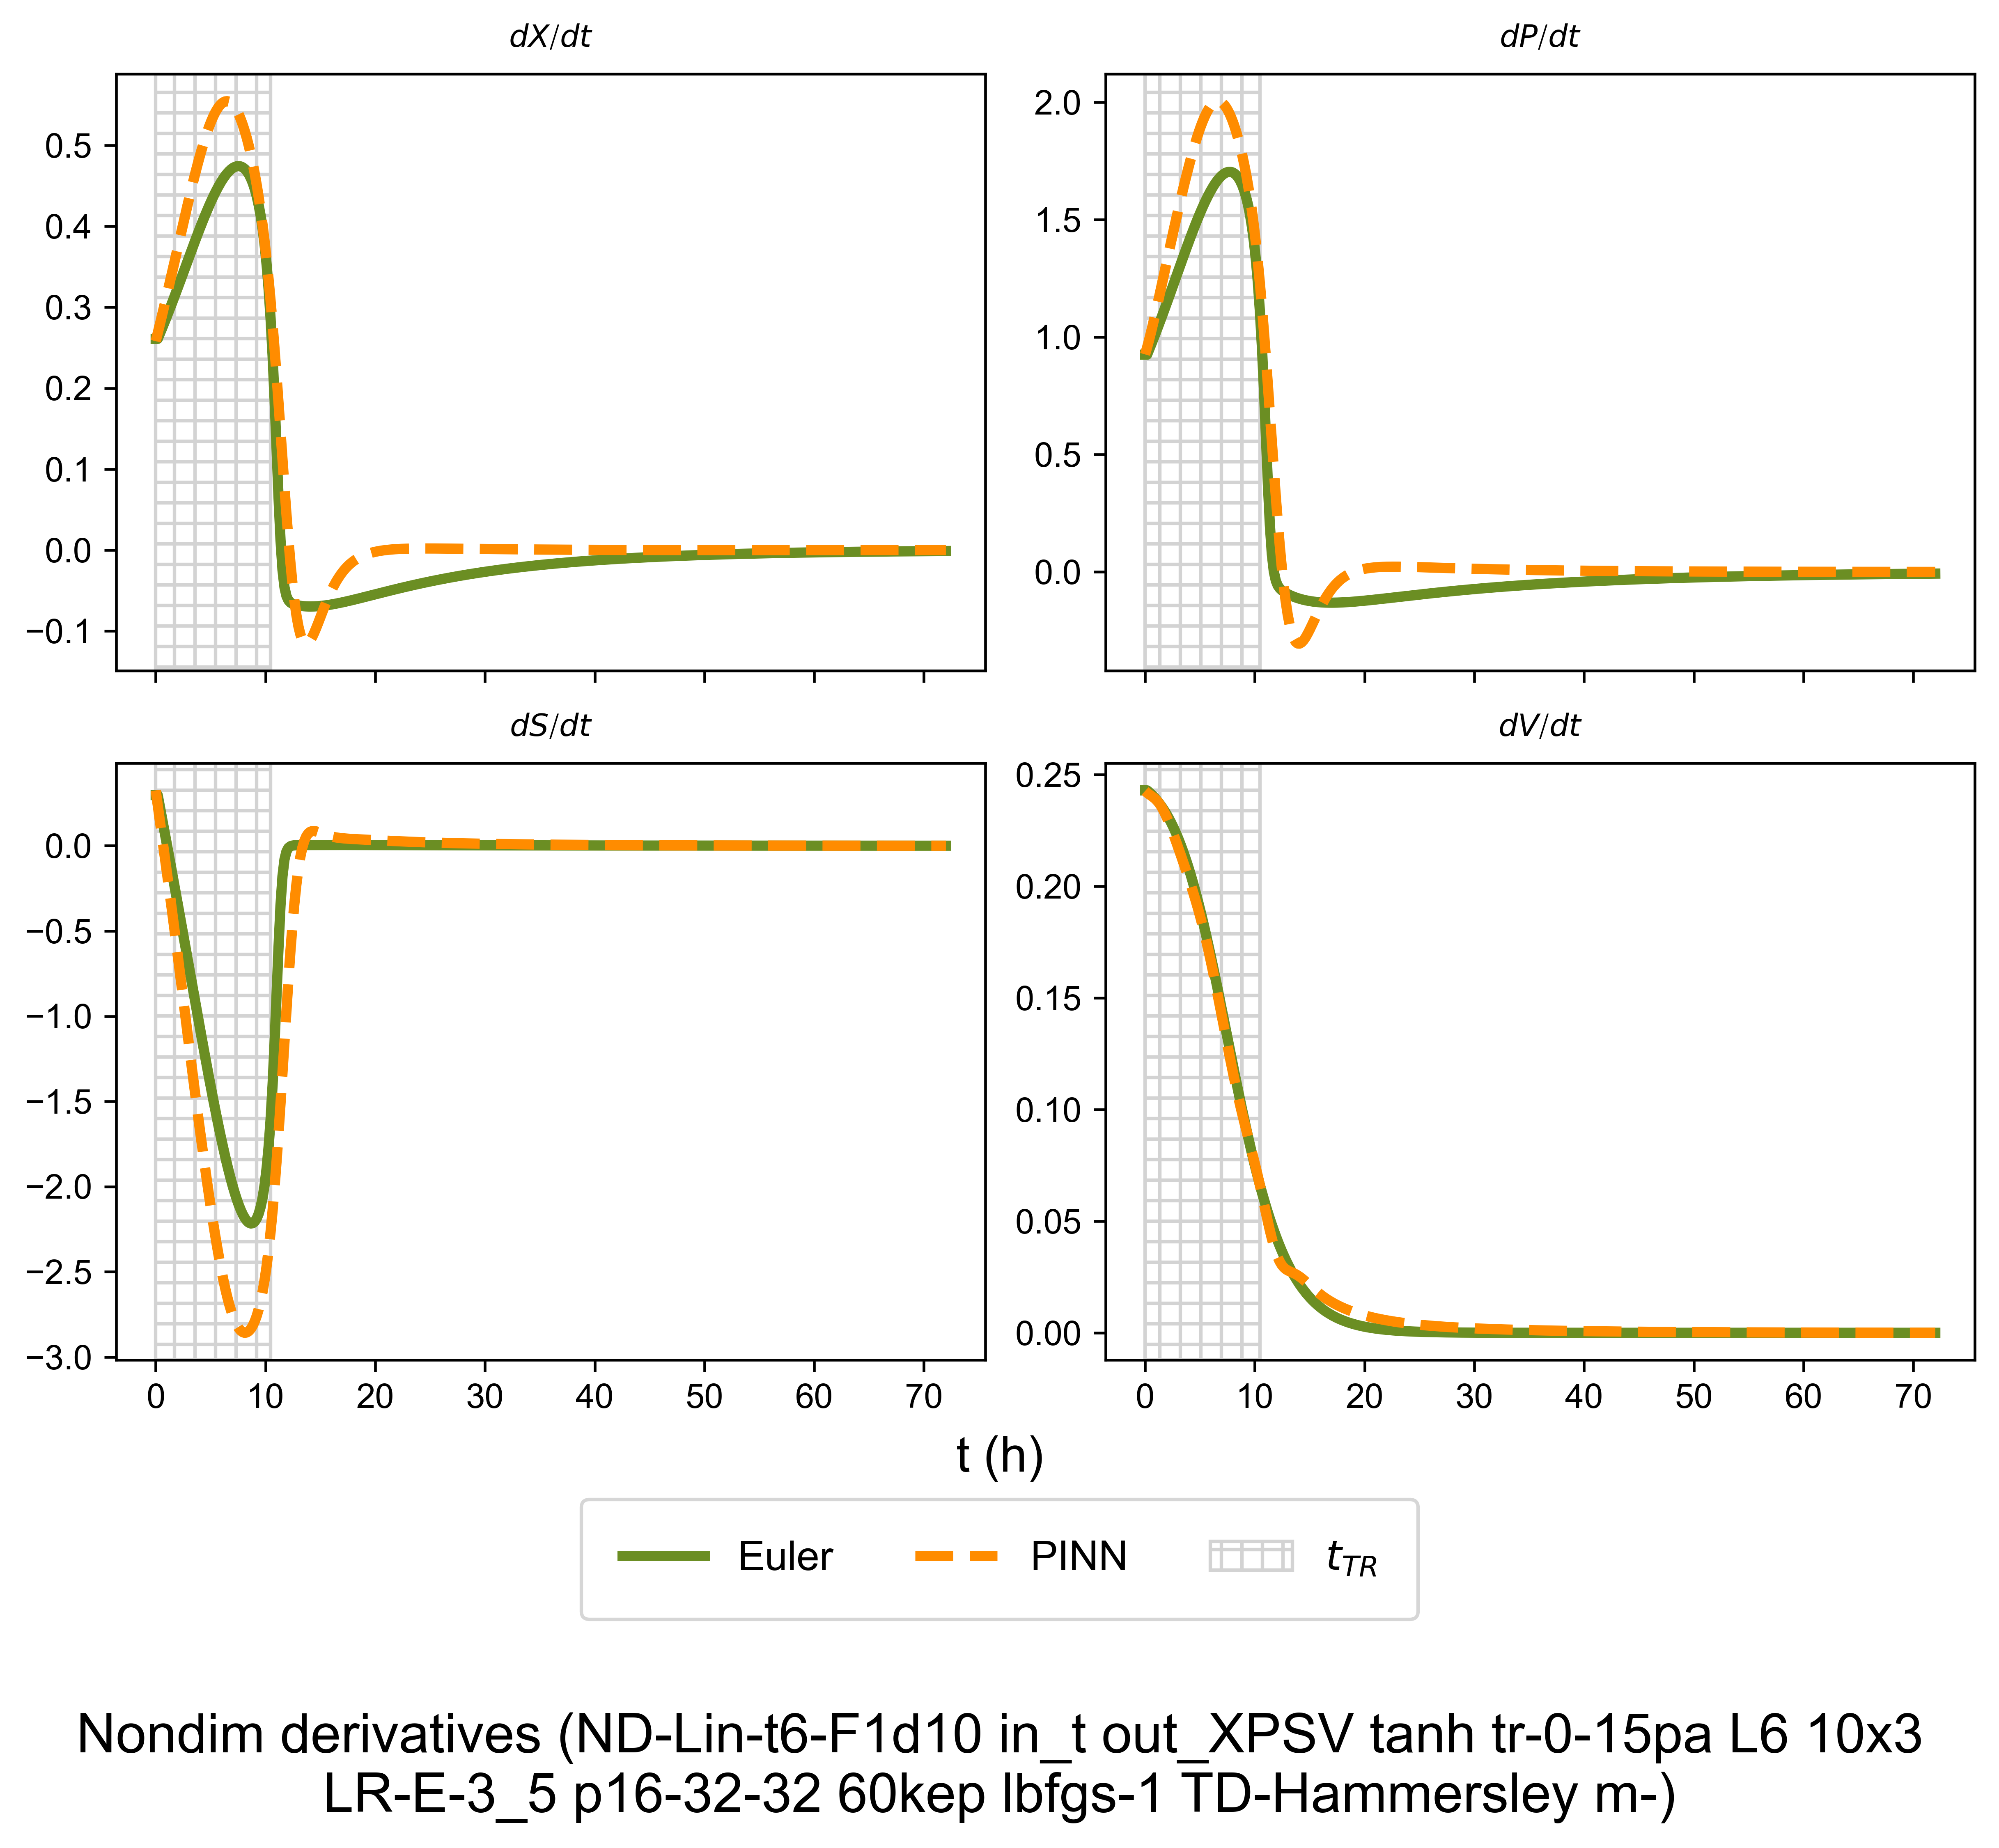 dX/dt
dP/dt
0.5
0.4
0.3
0.2
0.1
0.0
−0.1
2.0
1.5
1.0
0.5
0.0
dS/dt
dV/dt
0.0
−0.5
−1.0
−1.5
−2.0
−2.5
−3.0
0 10 20 30 40 50 60 70
0.25
0.20
0.15
0.10
0.05
0.00
0 10 20 30 40 50 60 70
t (h)
Euler PINN t_TR
Nondim derivatives (ND-Lin-t6-F1d10 in_t out_XPSV tanh tr-0-15pa L6 10x3
LR-E-3_5 p16-32-32 60kep lbfgs-1 TD-Hammersley m-)